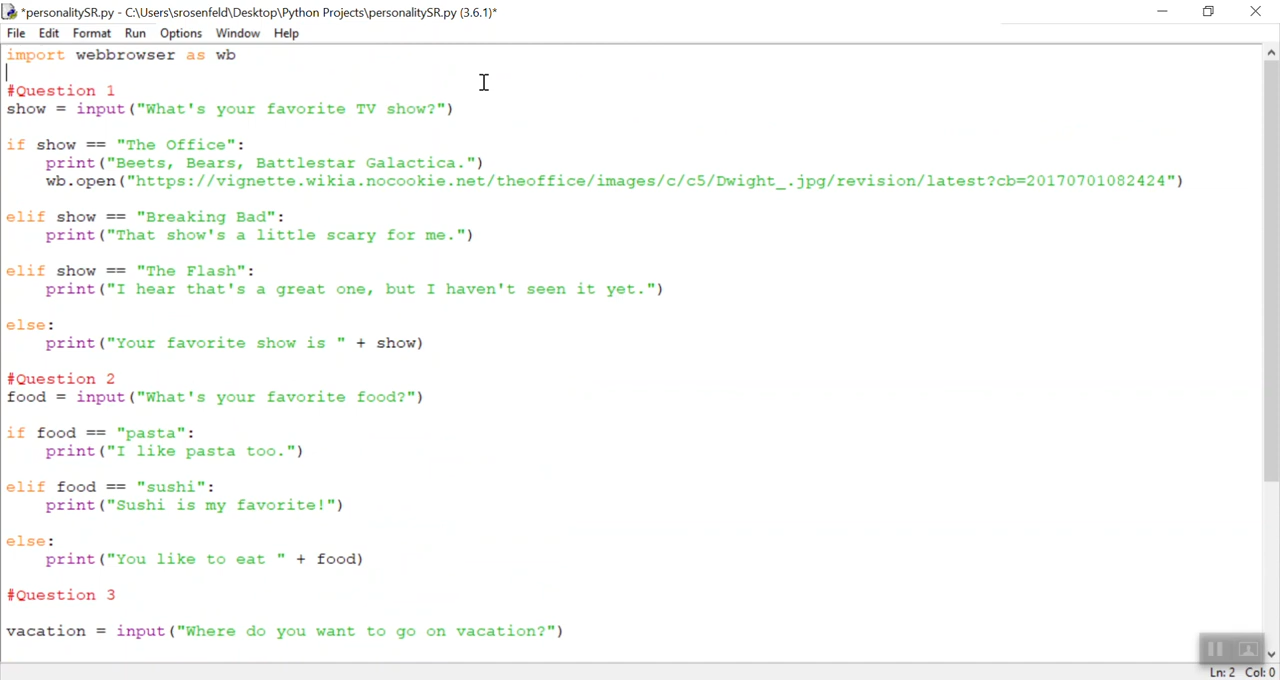 *personalitySR.py - C:\Users\srosenfeld\Desktop\Python Projects\personalitySR.py (3.6.1)*
File Edit Format Run Options Window Help
import webbrowser as wb
#Question 1
show = input("What's your favorite TV show?")
if show == "The Office":
    print("Beets, Bears, Battlestar Galactica.")
    wb.open("https://vignette.wikia.nocookie.net/theoffice/images/c/c5/Dwight_.jpg/revision/latest?cb=20170701082424")
elif show == "Breaking Bad":
    print("That show's a little scary for me.")
elif show == "The Flash":
    print("I hear that's a great one, but I haven't seen it yet.")
else:
    print("Your favorite show is " + show)
#Question 2
food = input("What's your favorite food?")
if food == "pasta":
    print("I like pasta too.")
elif food == "sushi":
    print("Sushi is my favorite!")
else:
    print("You like to eat " + food)
#Question 3
vacation = input("Where do you want to go on vacation?")
Ln: 2 Col: 0